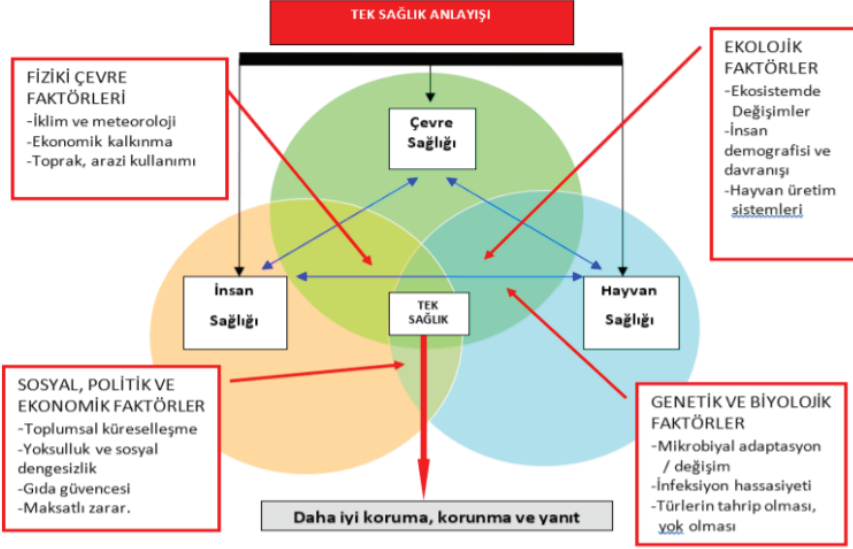 TEK SAĞLIK ANLAYIŞI
FİZİKİ ÇEVRE
FAKTÖRLERİ
-İklim ve meteoroloji
-Ekonomik kalkınma
-Toprak, arazi kullanımı
EKOLOJİK
FAKTÖRLER
-Ekosistemde
Değişimler
-İnsan
demografisi ve
davranışı
-Hayvan üretim
sistemleri
Çevre
Sağlığı
İnsan
Sağlığı
Hayvan
Sağlığı
TEK
SAĞLIK
SOSYAL, POLİTİK VE
EKONOMİK FAKTÖRLER
-Toplumsal küreselleşme
-Yoksulluk ve sosyal
dengesizlik
-Gıda güvencesi
-Maksatlı zarar.
GENETİK VE BİYOLOJİK
FAKTÖRLER
-Mikrobiyal adaptasyon
/ değişim
-İnfeksiyon hassasiyeti
-Türlerin tahrip olması,
yok olması
Daha iyi koruma, korunma ve yanıt